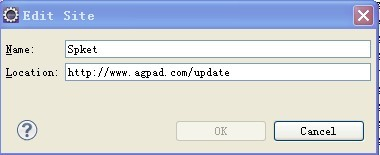 Edit Site
Name: Spket
Location: http://www.agpad.com/update
?
OK Cancel